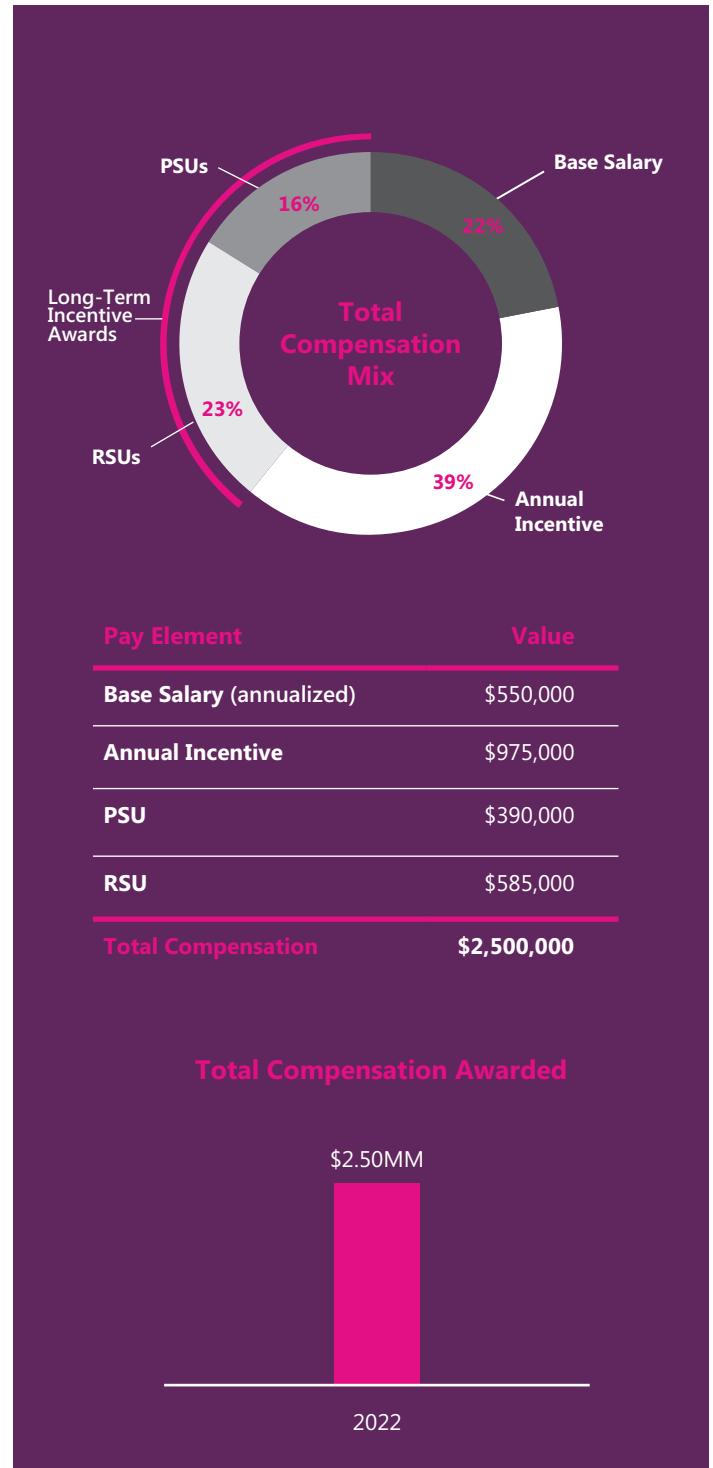 PSUs
Base Salary
16%
22%
Long-Term
Incentive
Awards
Total
Compensation
Mix
23%
RSUs
39%
Annual
Incentive
Pay Element Value
Base Salary (annualized) $550,000
Annual Incentive $975,000
PSU $390,000
RSU $585,000
Total Compensation $2,500,000
Total Compensation Awarded
$2.50MM
2022